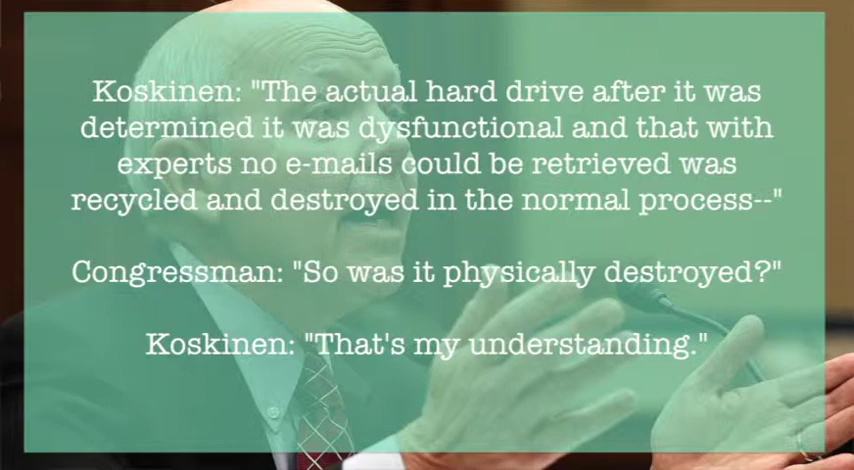 Koskinen: "The actual hard drive after it was
determined it was dysfunctional and that with
experts no e-mails could be retrieved was
recycled and destroyed in the normal process--"
Congressman: "So was it physically destroyed?"
Koskinen: "That's my understanding."